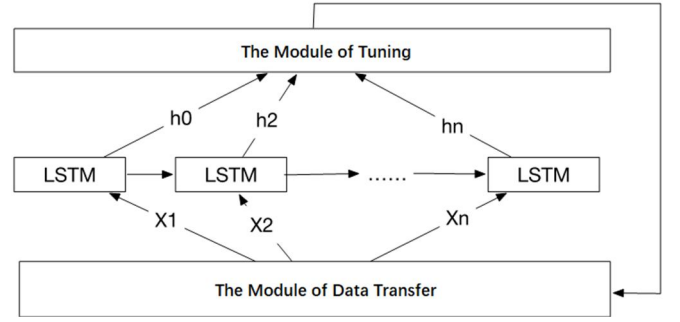 The Module of Tuning
h0
h2
hn
LSTM
LSTM
......
LSTM
X1
X2
Xn
The Module of Data Transfer